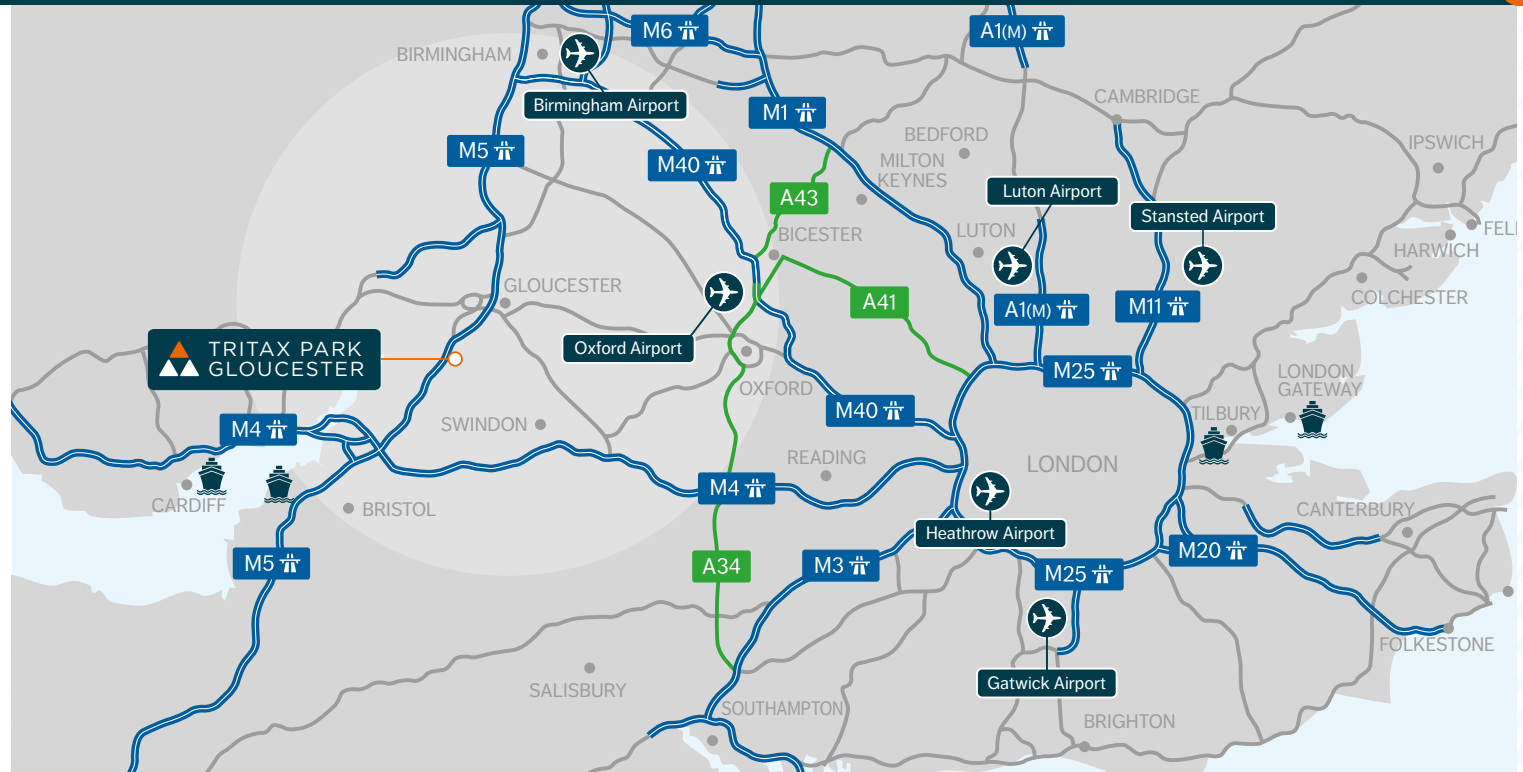 M6
A1(M)
BIRMINGHAM
Birmingham Airport
M1
CAMBRIDGE
BEDFORD
IPSWICH
M5
M40
MILTON
KEYNES
A43
Luton Airport
Stansted Airport
BICESTER
LUTON
FELI
HARWICH
GLOUCESTER
A41
A1(M)
M11
COLCHESTER
TRITAX PARK
GLOUCESTER
Oxford Airport
OXFORD
M25
LONDON
GATEWAY
M40
TILBURY
SWINDON
M4
READING
LONDON
M4
CARDIFF
BRISTOL
CANTERBURY
Heathrow Airport
M5
A34
M3
M25
M20
FOLKESTONE
SALISBURY
Gatwick Airport
SOUTHAMPTON
BRIGHTON